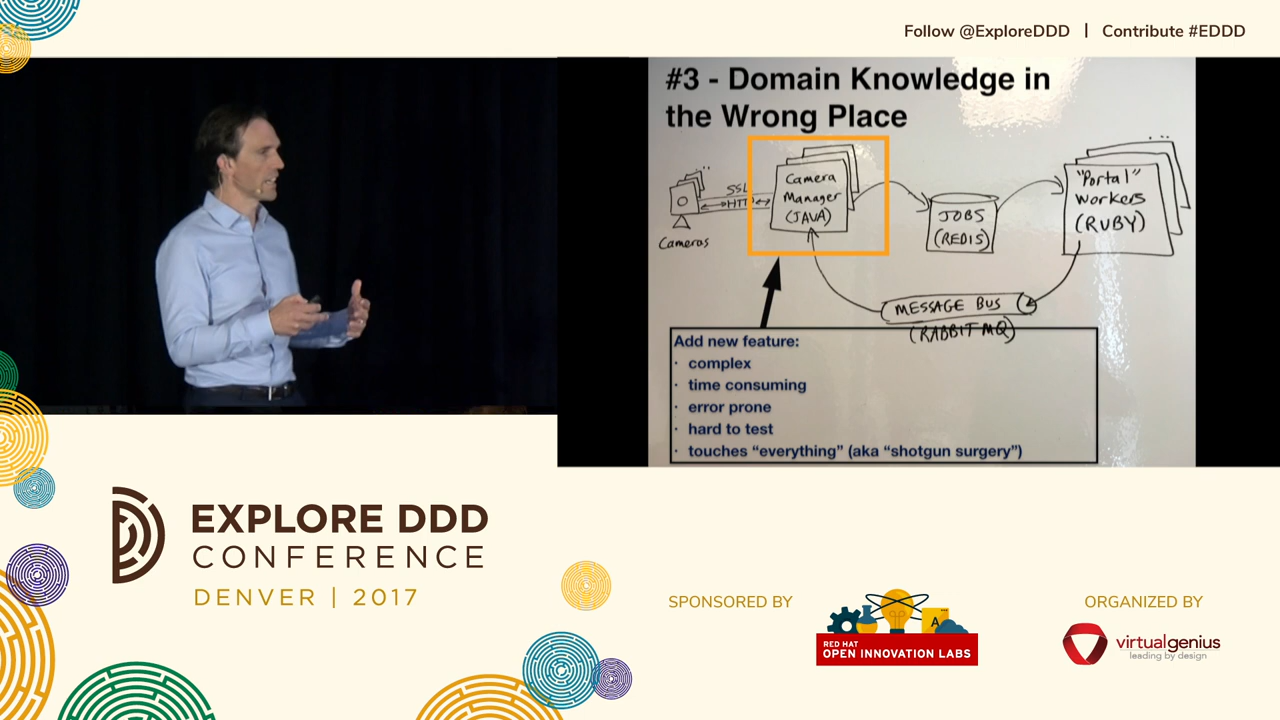 Follow @ExploreDDD | Contribute #EDDD
#3 - Domain Knowledge in
the Wrong Place
Cameras
SSL
HTTP
Camera
Manager
(JAVA)
JOBS
(REDIS)
"Portal"
Workers
(RUBY)
MESSAGE BUS
(RABBIT MQ)
Add new feature:
· complex
· time consuming
· error prone
· hard to test
· touches “everything” (aka “shotgun surgery”)
EXPLORE DDD
CONFERENCE
DENVER | 2017
SPONSORED BY
A
RED HAT
OPEN INNOVATION LABS
ORGANIZED BY
virtualgenius
leading by design